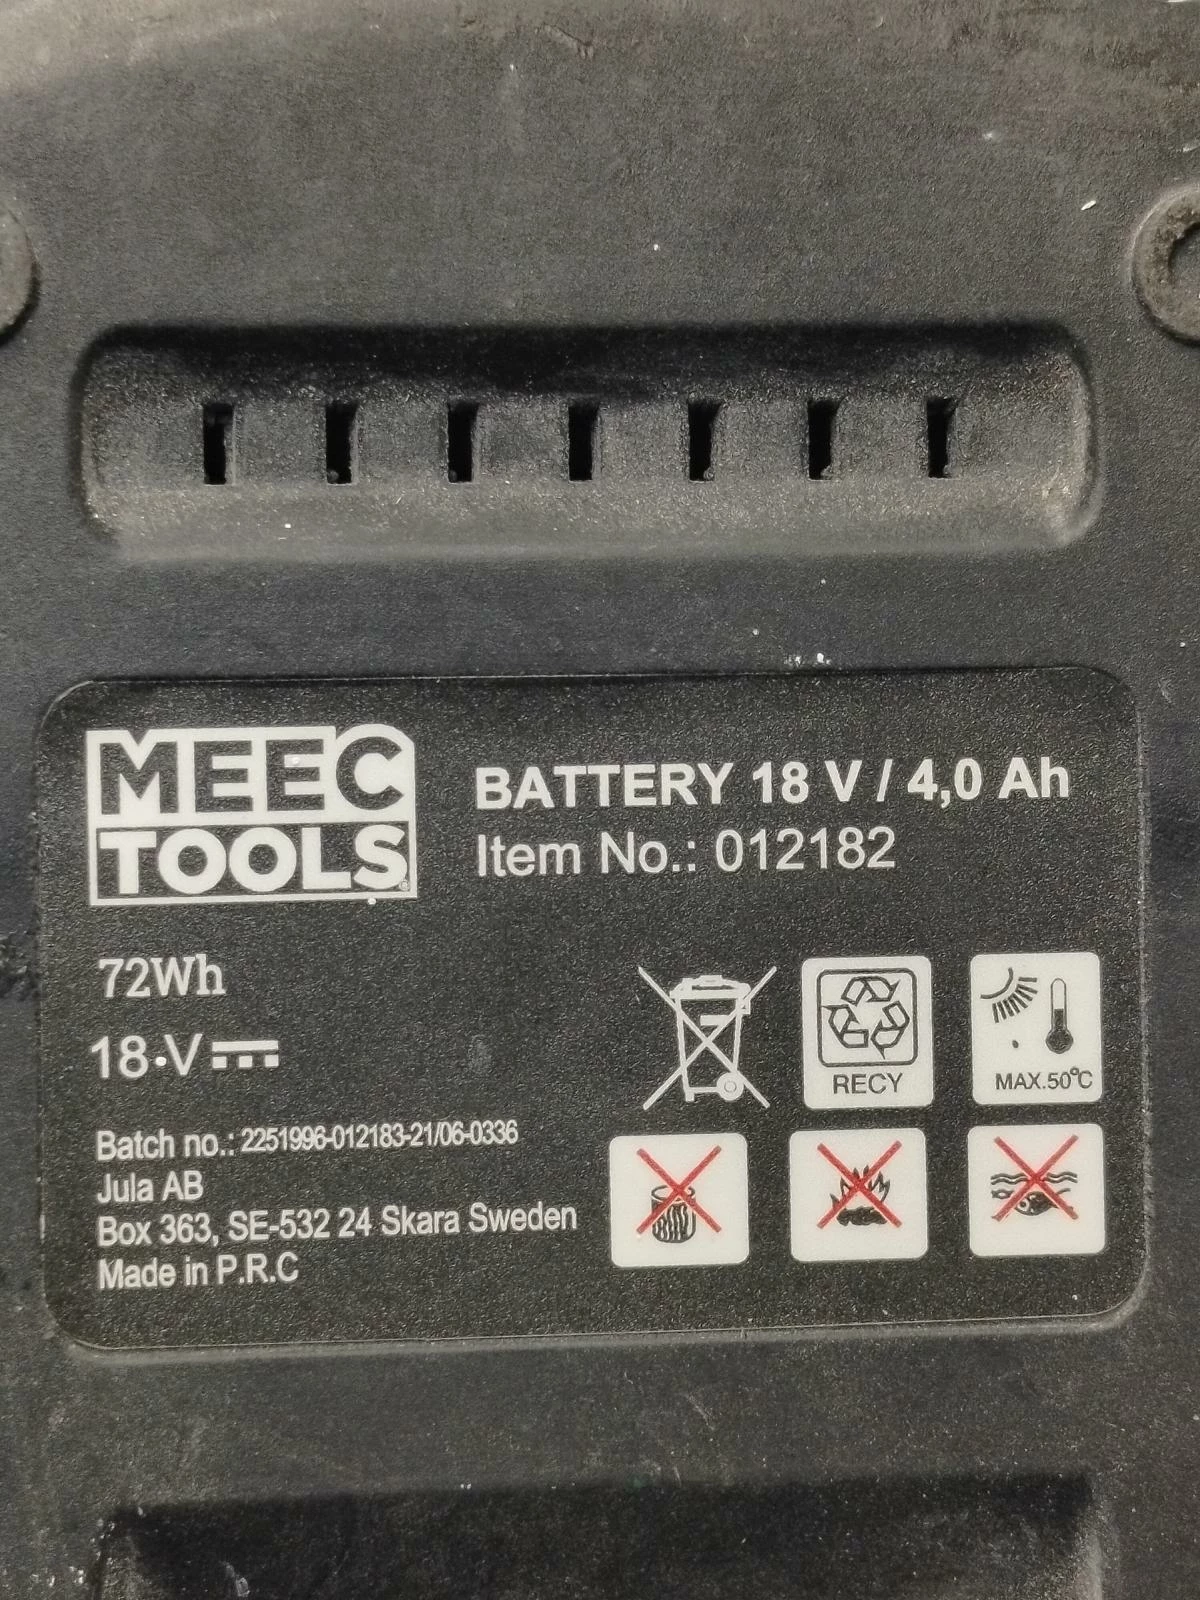 MEEC
TOOLS
BATTERY 18 V / 4,0 Ah
Item No.: 012182
72Wh
18 V
RECY
MAX.50°C
Batch no.: 2251996-012183-21/06-0336
Jula AB
Box 363, SE-532 24 Skara Sweden
Made in P.R.C